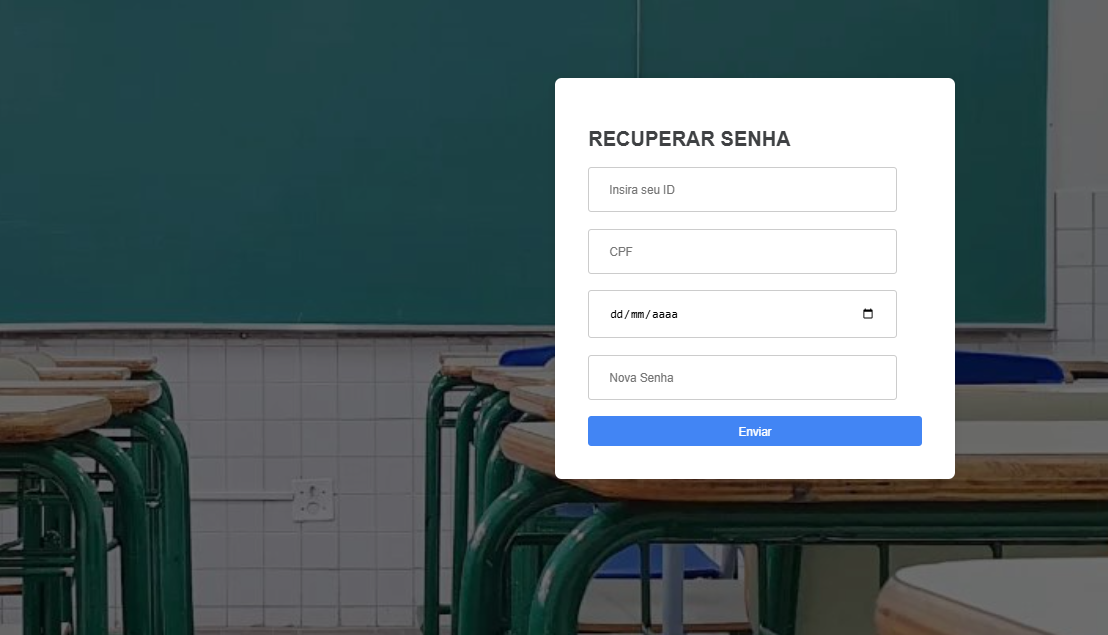 RECUPERAR SENHA
Insira seu ID
CPF
dd/mm/aaaa
Nova Senha
Enviar